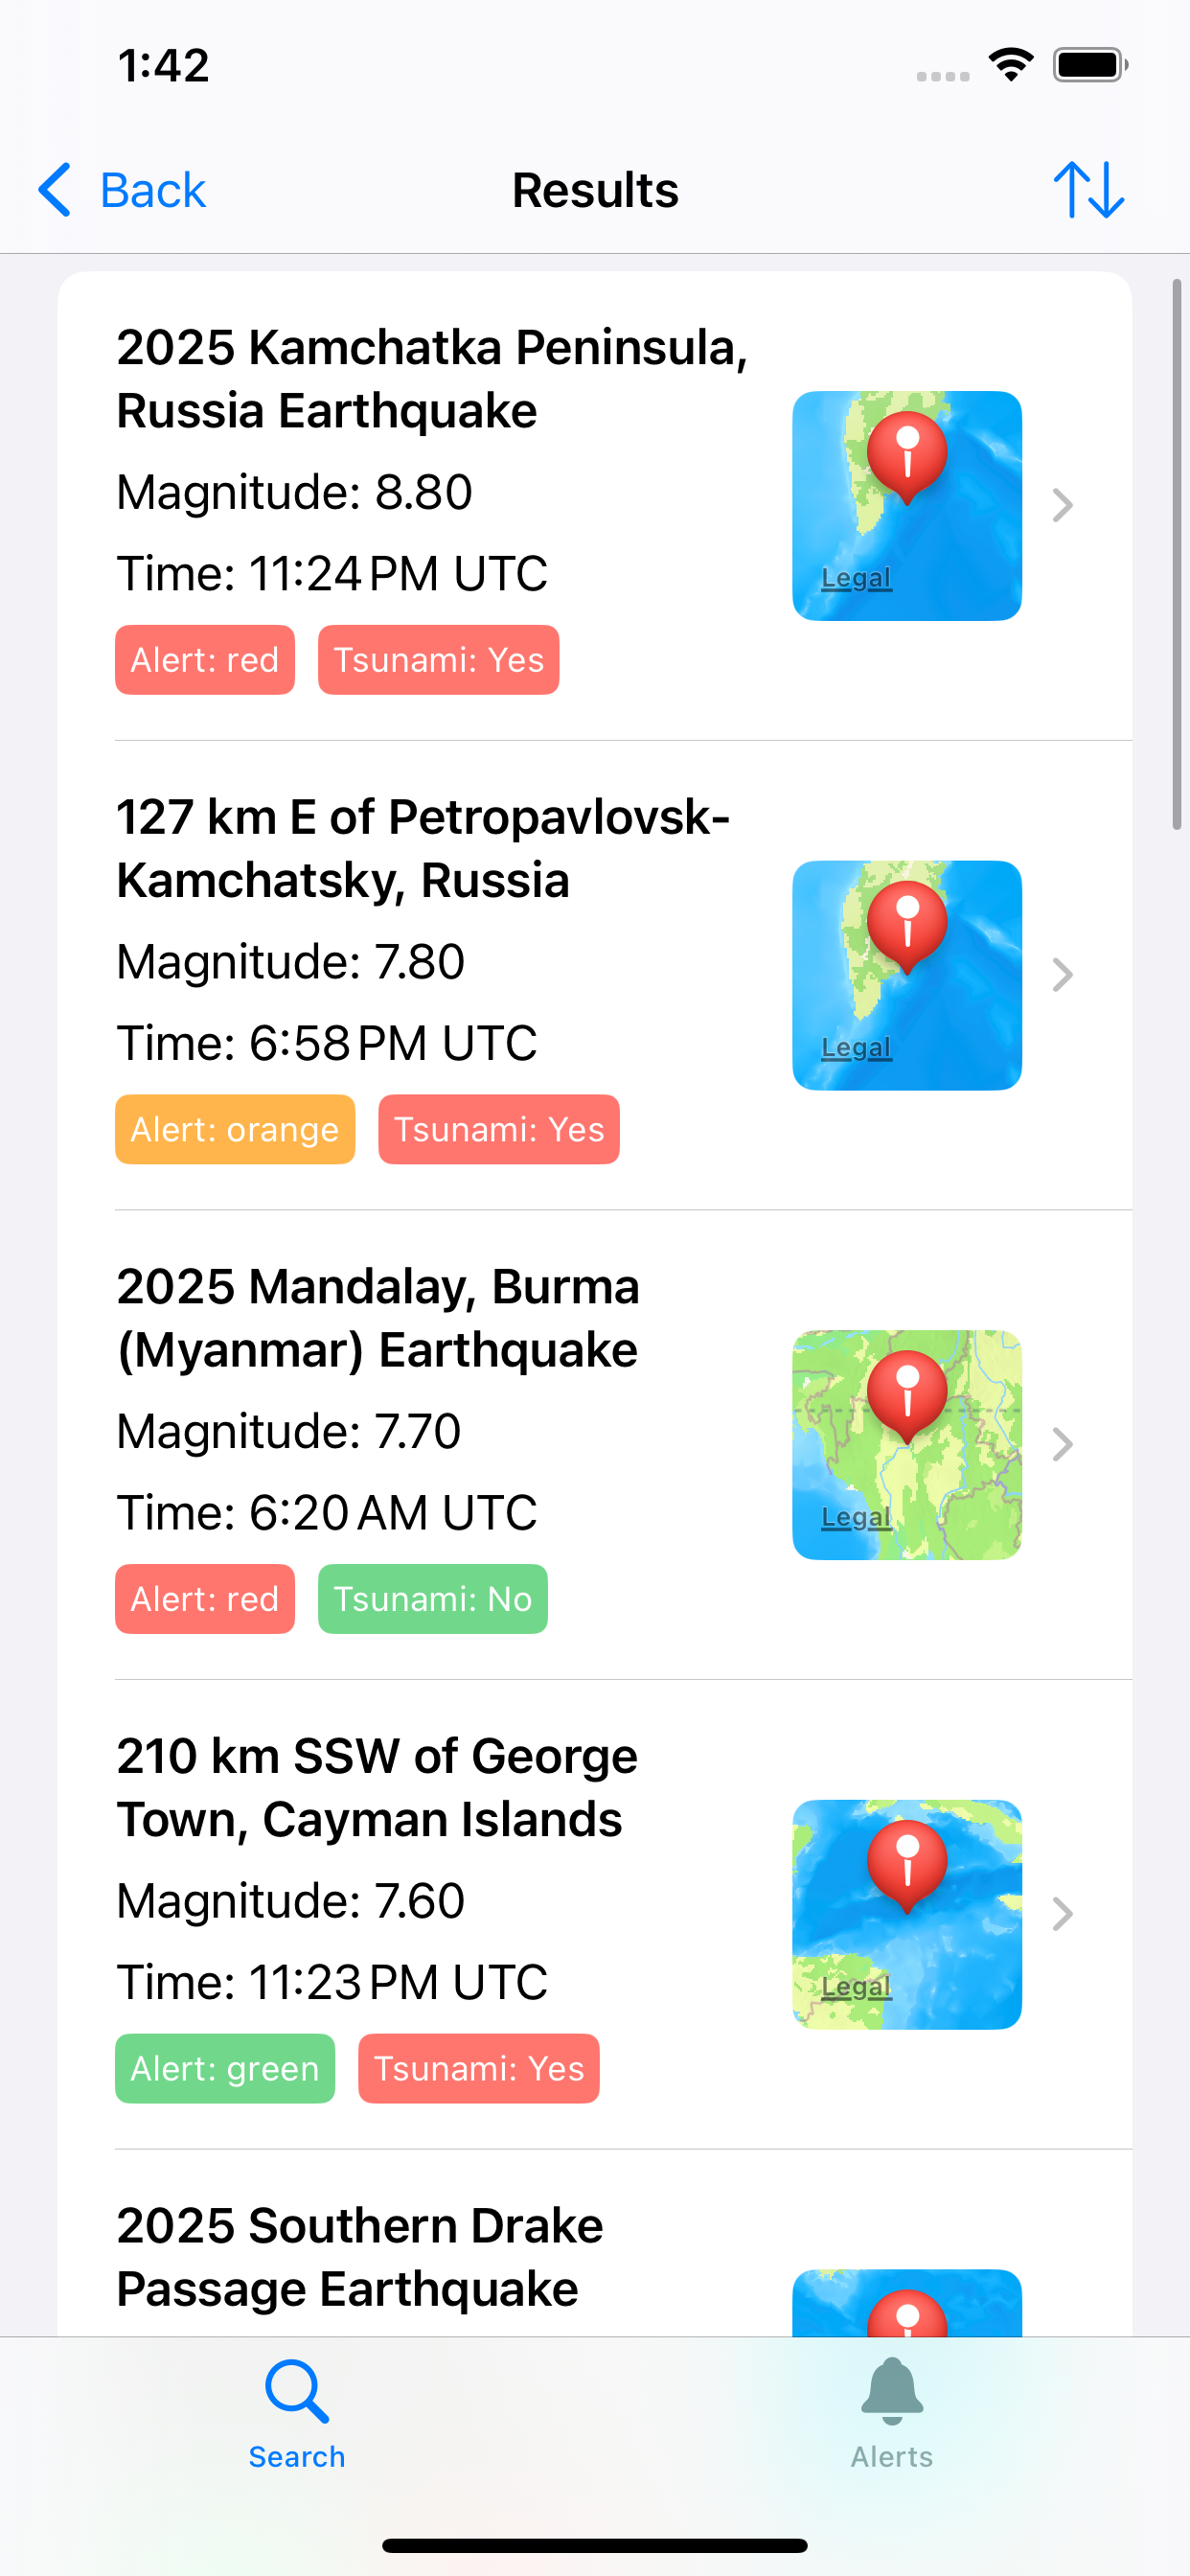 1:42
Back
Results
2025 Kamchatka Peninsula,
Russia Earthquake
Magnitude: 8.80
Time: 11:24 PM UTC
Alert: red
Tsunami: Yes
Legal
127 km E of Petropavlovsk-
Kamchatsky, Russia
Magnitude: 7.80
Time: 6:58 PM UTC
Alert: orange
Tsunami: Yes
Legal
2025 Mandalay, Burma
(Myanmar) Earthquake
Magnitude: 7.70
Time: 6:20 AM UTC
Alert: red
Tsunami: No
Legal
210 km SSW of George
Town, Cayman Islands
Magnitude: 7.60
Time: 11:23 PM UTC
Alert: green
Tsunami: Yes
Legal
2025 Southern Drake
Passage Earthquake
Search
Alerts